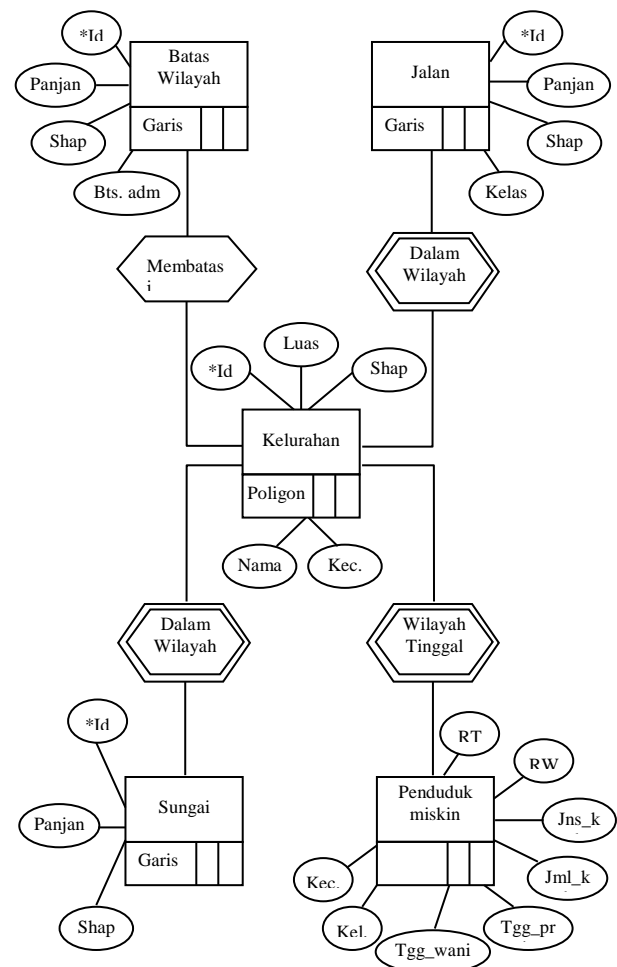 *Id
Batas
Wilayah
Panjan
Shap
Garis
Bts. adm
*Id
Jalan
Panjan
Shap
Garis
Kelas
Membatas
i
Dalam
Wilayah
Luas
*Id
Shap
Kelurahan
Poligon
Nama
Kec.
Dalam
Wilayah
Wilayah
Tinggal
*Id
Sungai
Panjan
Garis
Shap
RT
RW
Penduduk
miskin
Jns_k
Jml_k
Kec.
Kel.
Tgg_pr
Tgg_wani